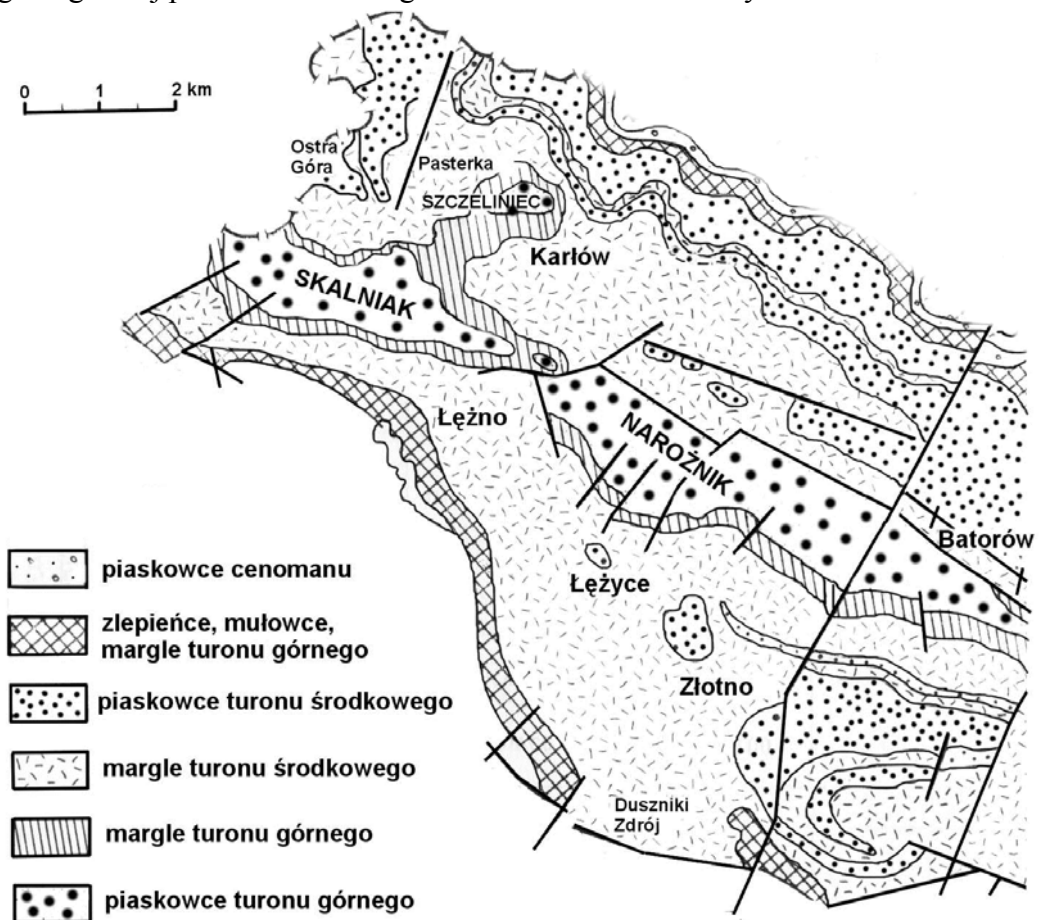 0 1 2 km
Ostra
Góra
Pasterka
SZCZELINIEC
Karłów
SKALNIAK
Łężno
NAROŻNIK
Batorów
Łężyce
Złotno
Duszniki
Zdrój
piaskowce cenomanu
zlepieńce, mułowce,
margle turonu górnego
piaskowce turonu środkowego
margle turonu środkowego
margle turonu górnego
piaskowce turonu górnego